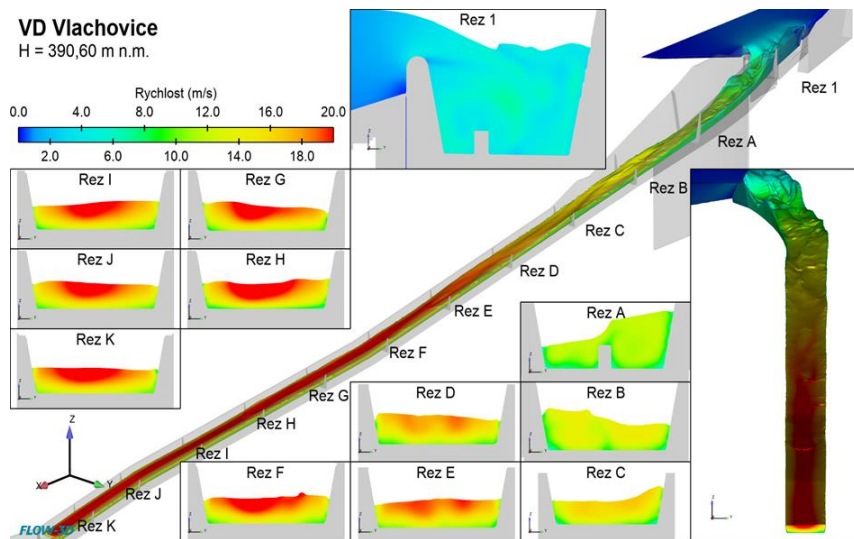 VD Vlachovice
H = 390,60 m n.m.
Rychlost (m/s)
0.0 4.0 8.0 12.0 16.0 20.0
2.0 6.0 10.0 14.0 18.0
Rez 1
Rez 1
Rez A
Rez B
Rez C
Rez D
Rez E
Rez F
Rez G
Rez H
Rez I
Rez J
Rez K
Rez I
Rez G
Rez J
Rez H
Rez K
Rez A
Rez D
Rez B
Rez F
Rez E
Rez C
Z
X
Y
FLOW-3D